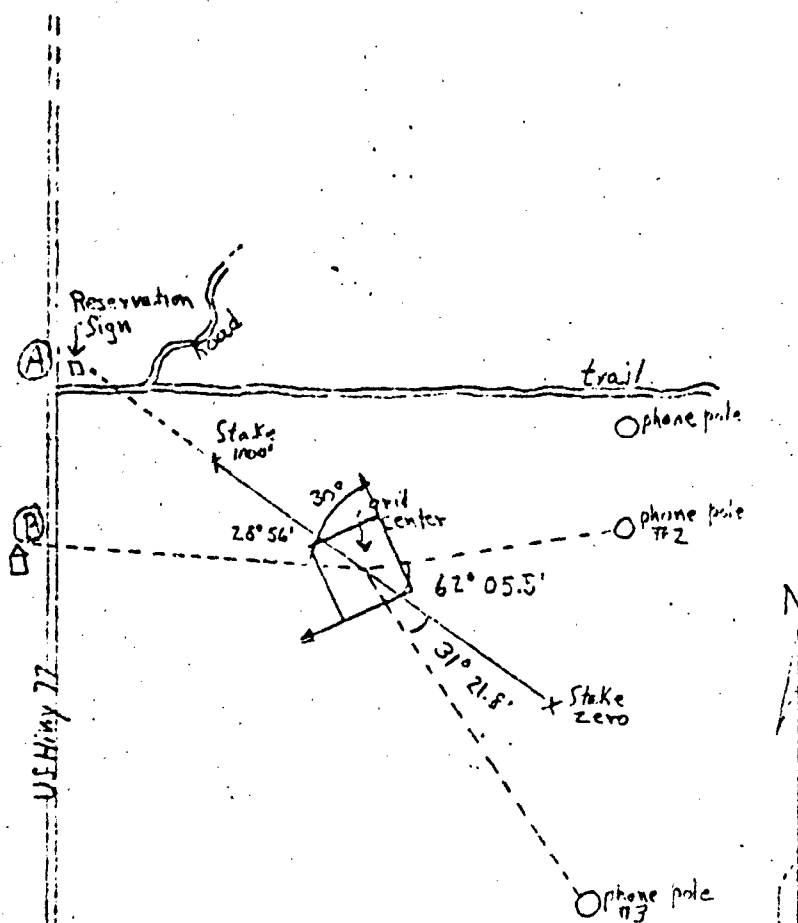 Reservation
Sign
A
Road
trail
phone pole
Stake
1000'
30°
grid
center
B
28°56'
phone pole
#2
62° 05.5'
31° 21.8'
Stake
zero
US Hiwy 77
phone pole
#3
N